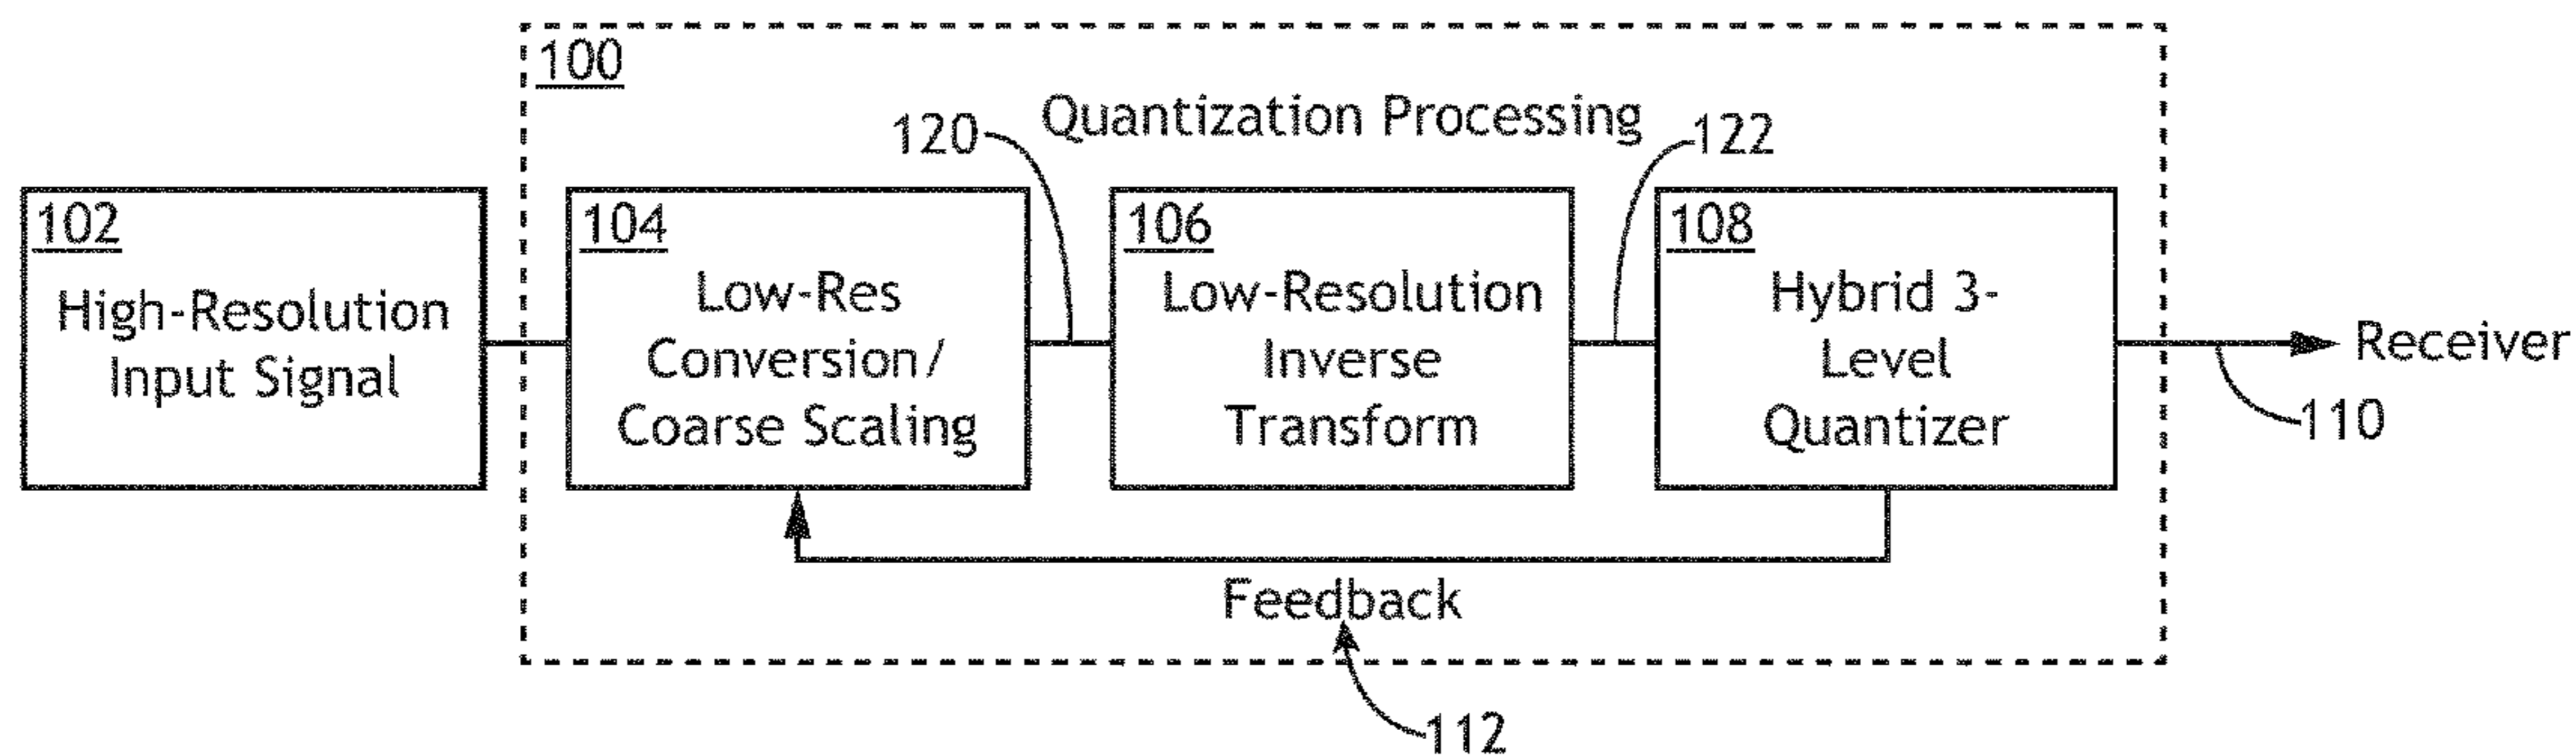 100
Quantization Processing
120
122
102
High-Resolution
Input Signal
104
Low-Res
Conversion/
Coarse Scaling
106
Low-Resolution
Inverse
Transform
108
Hybrid 3-
Level
Quantizer
Receiver
110
Feedback
112